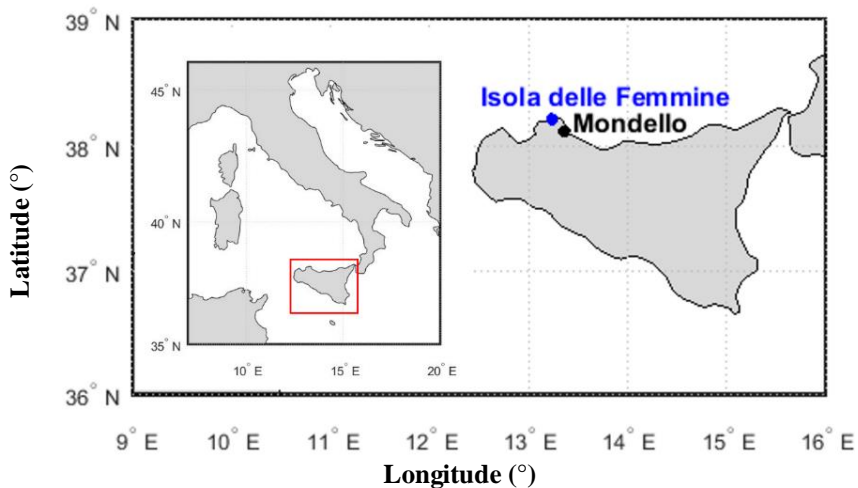 39° N
45° N
Isola delle Femmine
Mondello
38° N
40° N
Latitude (°)
37° N
35° N
10° E 15° E 20° E
36° N
9° E 10° E 11° E 12° E 13° E 14° E 15° E 16° E
Longitude (°)